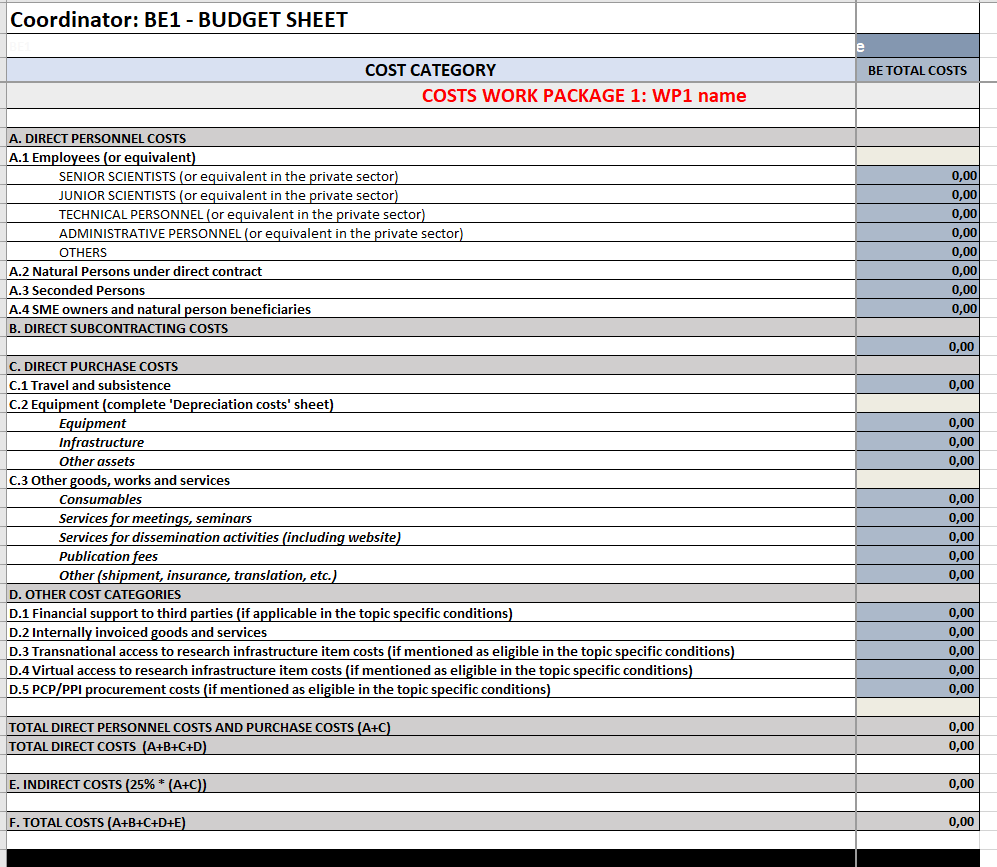 Coordinator: BE1 - BUDGET SHEET
e
COST CATEGORY BE TOTAL COSTS
COSTS WORK PACKAGE 1: WP1 name
A. DIRECT PERSONNEL COSTS
A.1 Employees (or equivalent)
SENIOR SCIENTISTS (or equivalent in the private sector) 0,00
JUNIOR SCIENTISTS (or equivalent in the private sector) 0,00
TECHNICAL PERSONNEL (or equivalent in the private sector) 0,00
ADMINISTRATIVE PERSONNEL (or equivalent in the private sector) 0,00
OTHERS 0,00
A.2 Natural Persons under direct contract 0,00
A.3 Seconded Persons 0,00
A.4 SME owners and natural person beneficiaries 0,00
B. DIRECT SUBCONTRACTING COSTS
0,00
C. DIRECT PURCHASE COSTS
C.1 Travel and subsistence 0,00
C.2 Equipment (complete 'Depreciation costs' sheet)
Equipment 0,00
Infrastructure 0,00
Other assets 0,00
C.3 Other goods, works and services
Consumables 0,00
Services for meetings, seminars 0,00
Services for dissemination activities (including website) 0,00
Publication fees 0,00
Other (shipment, insurance, translation, etc.) 0,00
D. OTHER COST CATEGORIES
D.1 Financial support to third parties (if applicable in the topic specific conditions) 0,00
D.2 Internally invoiced goods and services 0,00
D.3 Transnational access to research infrastructure item costs (if mentioned as eligible in the topic specific conditions) 0,00
D.4 Virtual access to research infrastructure item costs (if mentioned as eligible in the topic specific conditions) 0,00
D.5 PCP/PPI procurement costs (if mentioned as eligible in the topic specific conditions) 0,00
TOTAL DIRECT PERSONNEL COSTS AND PURCHASE COSTS (A+C) 0,00
TOTAL DIRECT COSTS (A+B+C+D) 0,00
E. INDIRECT COSTS (25% * (A+C)) 0,00
F. TOTAL COSTS (A+B+C+D+E) 0,00